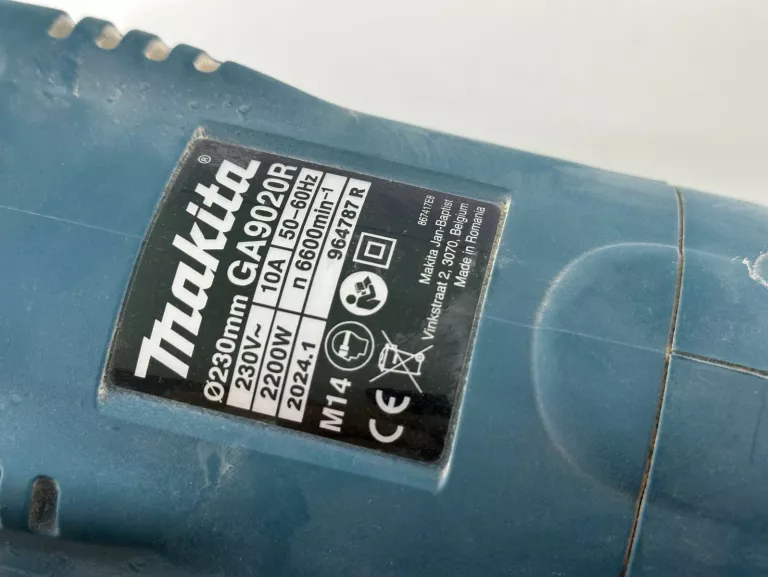 makita®
Ø230mm GA9020R
230V~ 10A 50-60Hz
2200W n 6600min⁻¹
2024.1 964787 R
M14
CE
867417E8
Makita Jan-Baptist
Vinkstraat 2, 3070, Belgium
Made in Romania